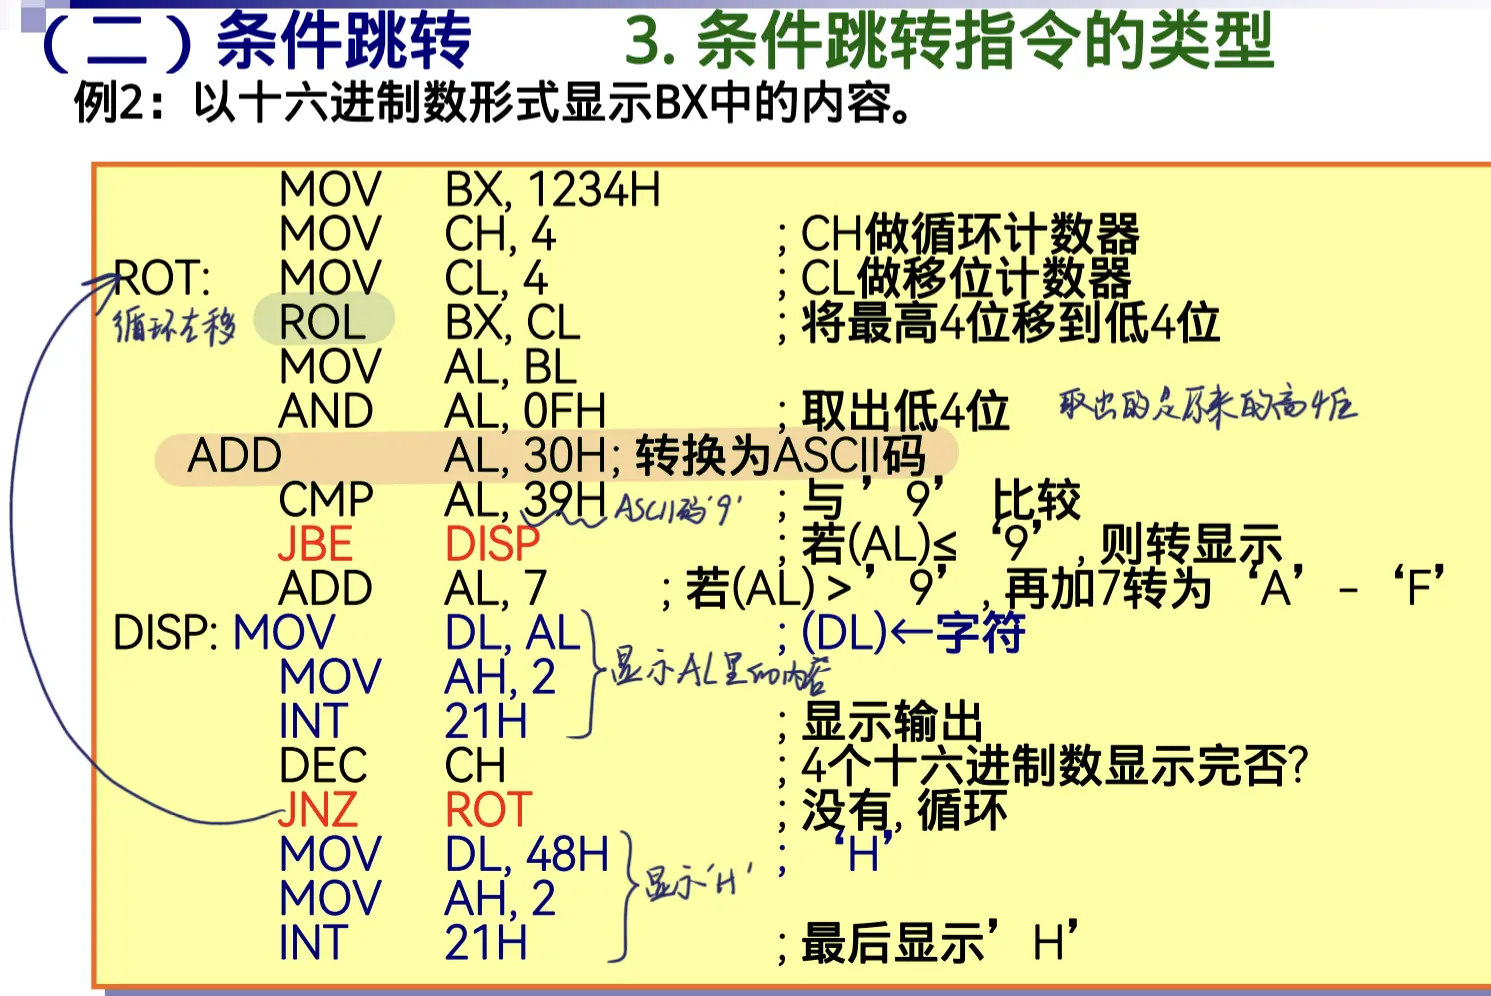 （二）条件跳转 3. 条件跳转指令的类型
例2：以十六进制数形式显示BX中的内容。
MOV BX, 1234H
MOV CH, 4 ; CH做循环计数器
ROT: MOV CL, 4 ; CL做移位计数器
循环左移 ROL BX, CL ; 将最高4位移到低4位
MOV AL, BL
AND AL, 0FH ; 取出低4位 取出的是原来的高4位
ADD AL, 30H ; 转换为ASCII码
CMP AL, 39H ASCII码'9' ; 与’9’ 比较
JBE DISP ; 若(AL)≤‘9’, 则转显示
ADD AL, 7 ; 若(AL) >’9’, 再加7转为‘A’-‘F’
DISP: MOV DL, AL ; (DL)←字符
MOV AH, 2 显示AL里的内容
INT 21H ; 显示输出
DEC CH ; 4个十六进制数显示完否?
JNZ ROT ; 没有, 循环
MOV DL, 48H ; ‘H’
MOV AH, 2 显示'H'
INT 21H ; 最后显示’H’